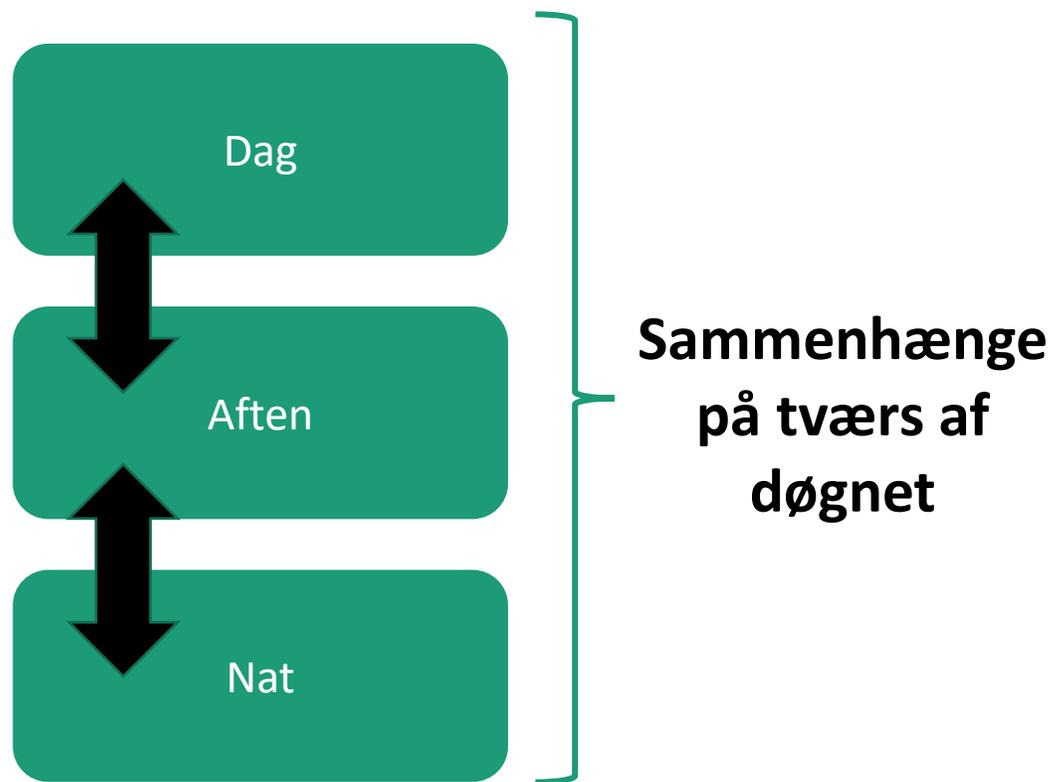 Dag
Aften
Nat
Sammenhænge
på tværs af
døgnet